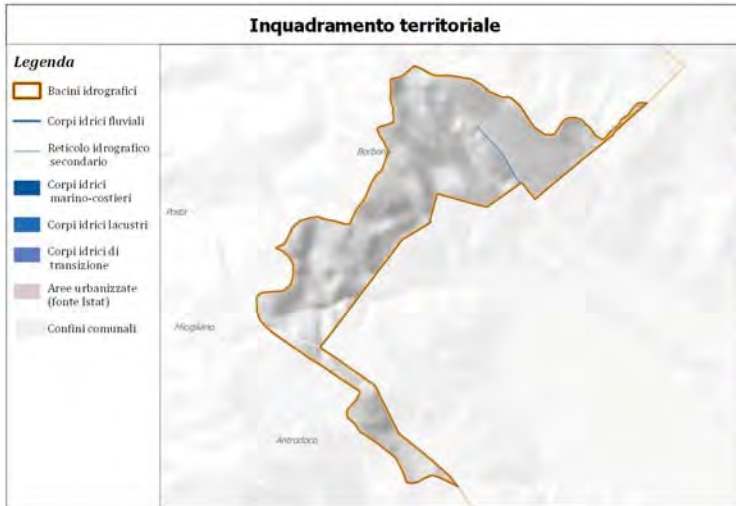 Inquadramento territoriale
Legenda
Bacini idrografici
Corpi idrici fluviali
Reticolo idrografico
secondario
Corpi idrici
marino-costieri
Corpi idrici lacustri
Corpi idrici di
transizione
Aree urbanizzate
(fonte Istat)
Confini comunali
Borbona
Posta
Micigliano
Antrodoco